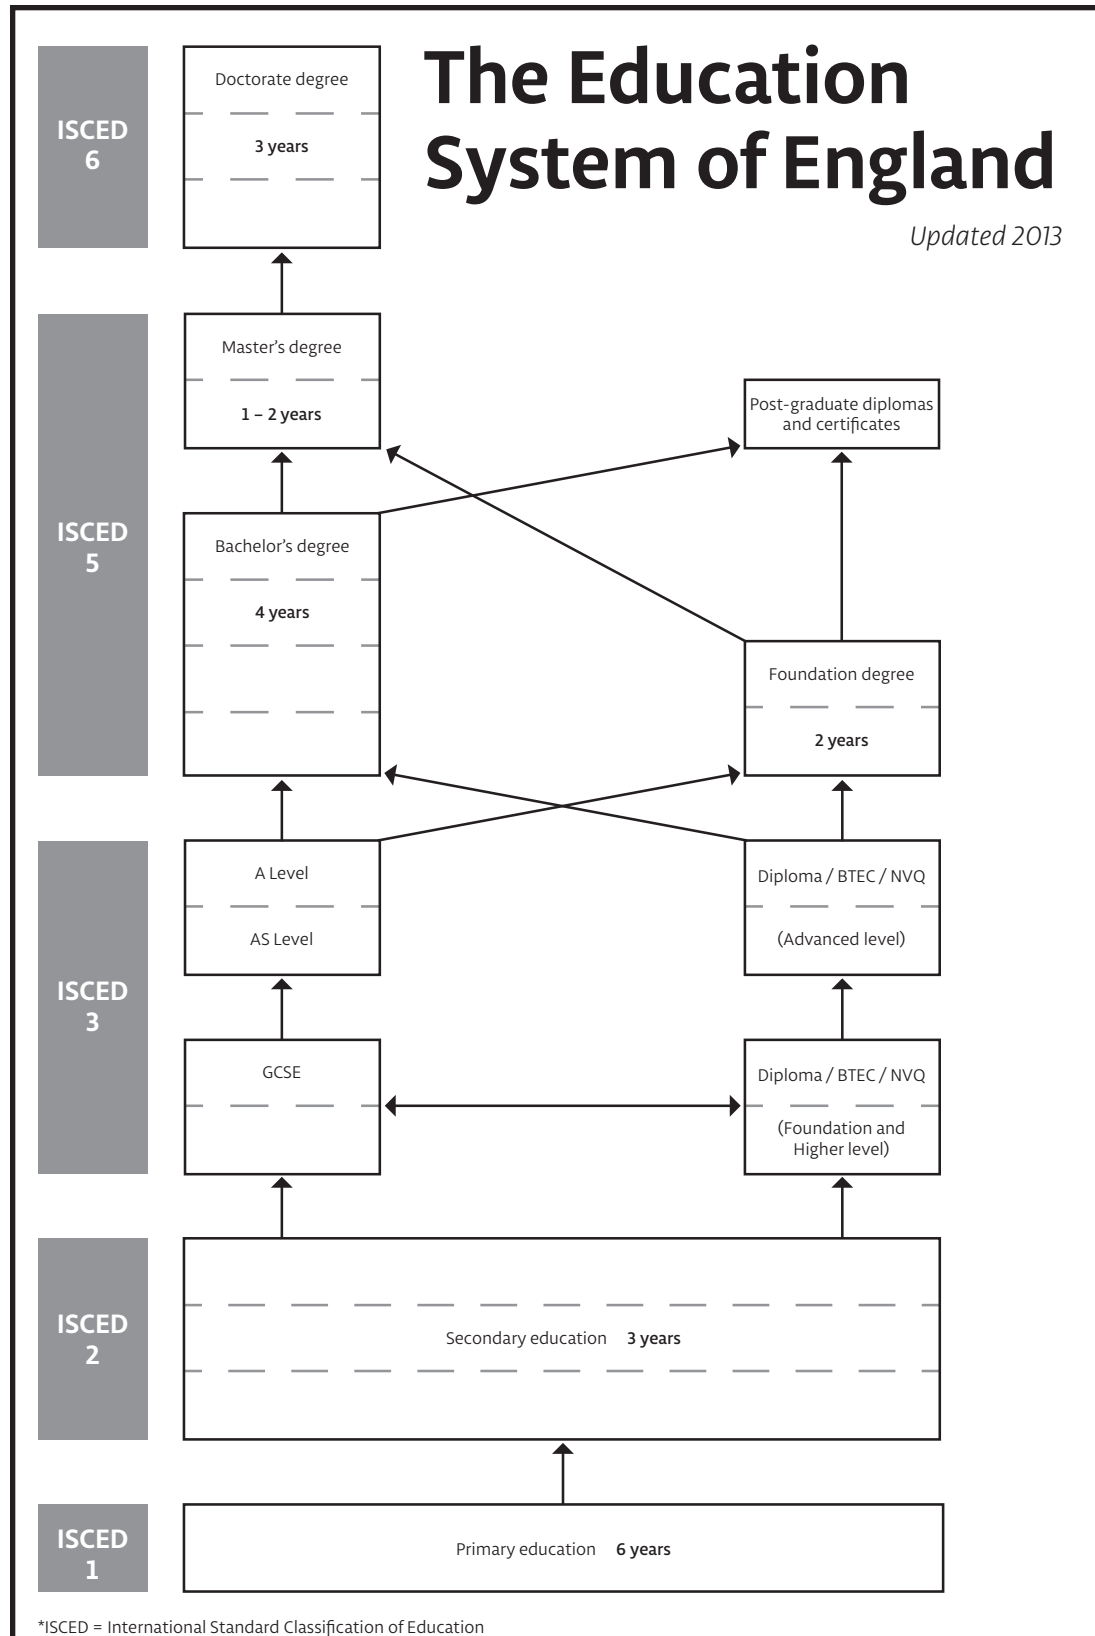 The Education
System of England
Updated 2013
ISCED
6
Doctorate degree
3 years
ISCED
5
Master's degree
1 – 2 years
Post-graduate diplomas
and certificates
Bachelor's degree
4 years
Foundation degree
2 years
ISCED
3
A Level
AS Level
Diploma / BTEC / NVQ
(Advanced level)
GCSE
Diploma / BTEC / NVQ
(Foundation and
Higher level)
ISCED
2
Secondary education 3 years
ISCED
1
Primary education 6 years
*ISCED = International Standard Classification of Education